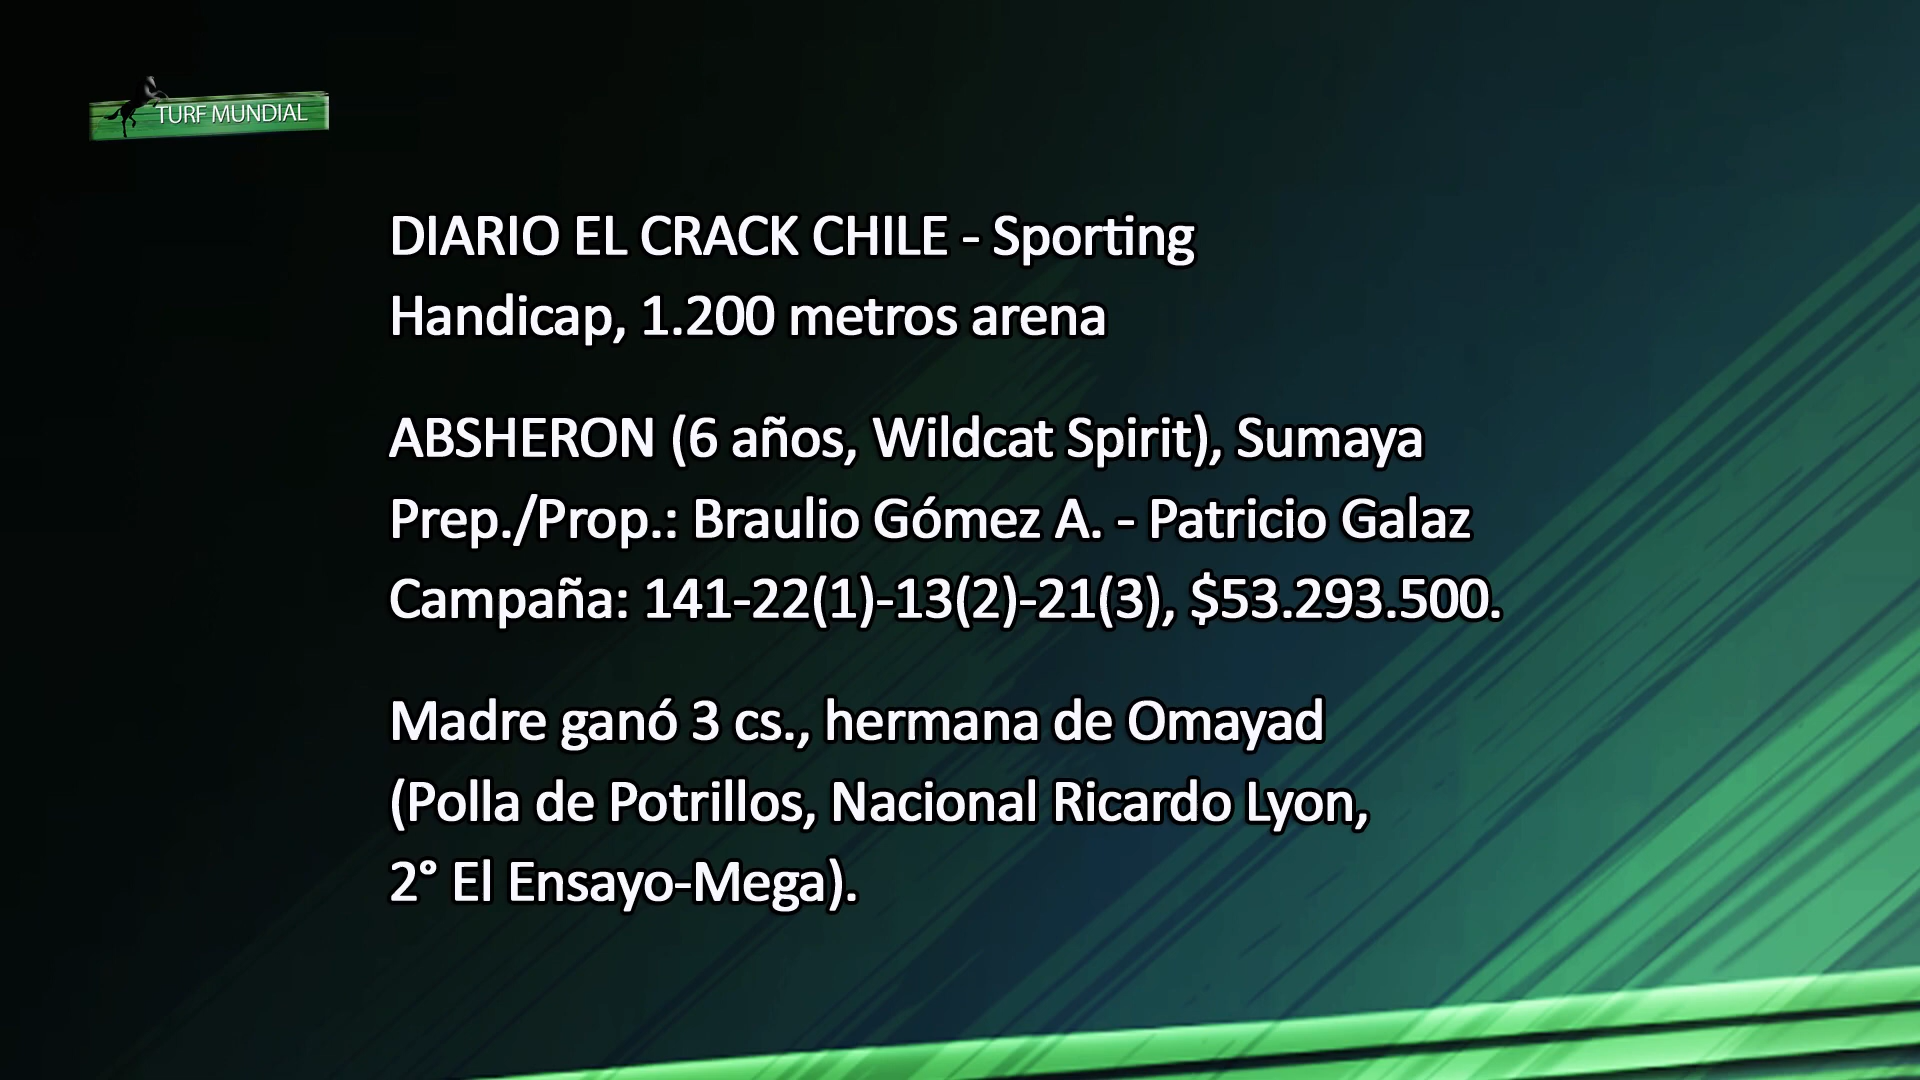 TURF MUNDIAL
DIARIO EL CRACK CHILE - Sporting
Handicap, 1.200 metros arena
ABSHERON (6 años, Wildcat Spirit), Sumaya
Prep./Prop.: Braulio Gómez A. - Patricio Galaz
Campaña: 141-22(1)-13(2)-21(3), $53.293.500.
Madre ganó 3 cs., hermana de Omayad
(Polla de Potrillos, Nacional Ricardo Lyon,
2° El Ensayo-Mega).